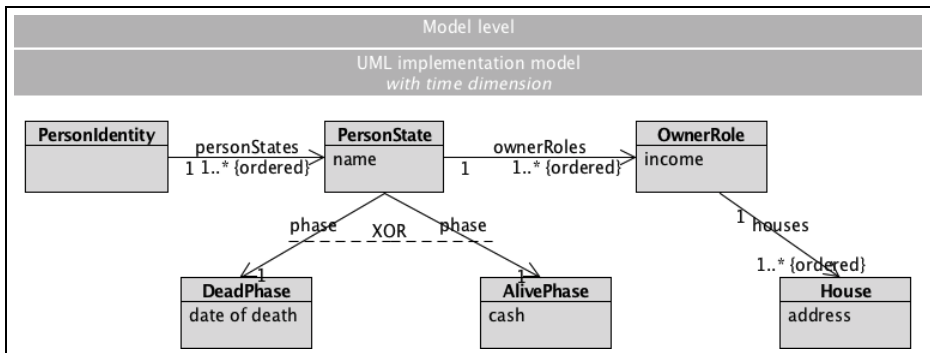 Model level
UML implementation model
with time dimension
PersonIdentity
personStates
1 1..* {ordered}
PersonState
name
ownerRoles
1 1..* {ordered}
OwnerRole
income
phase XOR phase
1 houses
1 1 1..* {ordered}
DeadPhase
date of death
AlivePhase
cash
House
address